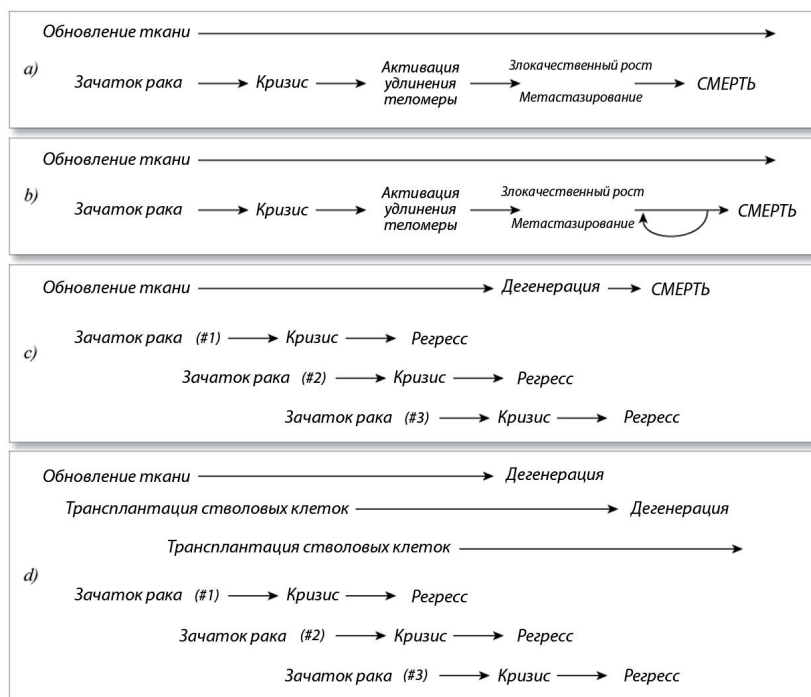 Обновление ткани
a)
Зачаток рака Кризис Активация удлинения теломеры Злокачественный рост Метастазирование СМЕРТЬ
Обновление ткани
b)
Зачаток рака Кризис Активация удлинения теломеры Злокачественный рост Метастазирование СМЕРТЬ
Обновление ткани Дегенерация СМЕРТЬ
c)
Зачаток рака (#1) Кризис Регресс
Зачаток рака (#2) Кризис Регресс
Зачаток рака (#3) Кризис Регресс
Обновление ткани Дегенерация
Трансплантация стволовых клеток Дегенерация
Трансплантация стволовых клеток
d)
Зачаток рака (#1) Кризис Регресс
Зачаток рака (#2) Кризис Регресс
Зачаток рака (#3) Кризис Регресс